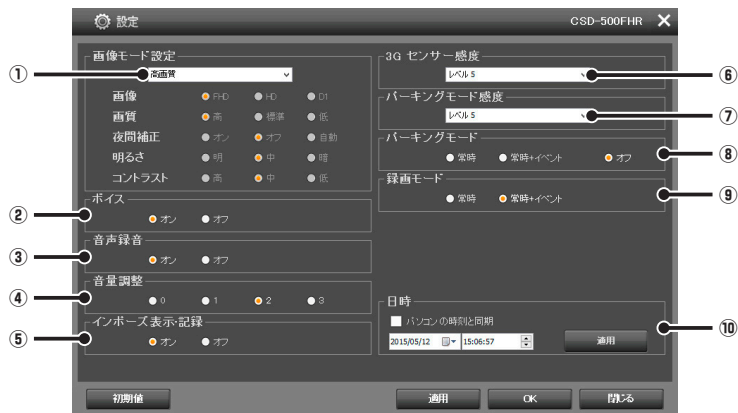 設定
CSD-500FHR
画像モード設定
① 高画質
画像 FHD HD D1
画質 高 標準 低
夜間補正 オン オフ 自動
明るさ 明 中 暗
コントラスト 高 中 低
② ボイス
オン オフ
③ 音声録音
オン オフ
④ 音量調整
0 1 2 3
⑤ インポーズ表示・記録
オン オフ
3G センサー感度
レベル 5 ⑥
パーキングモード感度
レベル 5 ⑦
パーキングモード
常時 常時+イベント オフ ⑧
録画モード
常時 常時+イベント ⑨
日時
パソコンの時刻と同期
2015/05/12 15:06:57 適用 ⑩
初期値 適用 OK 閉じる